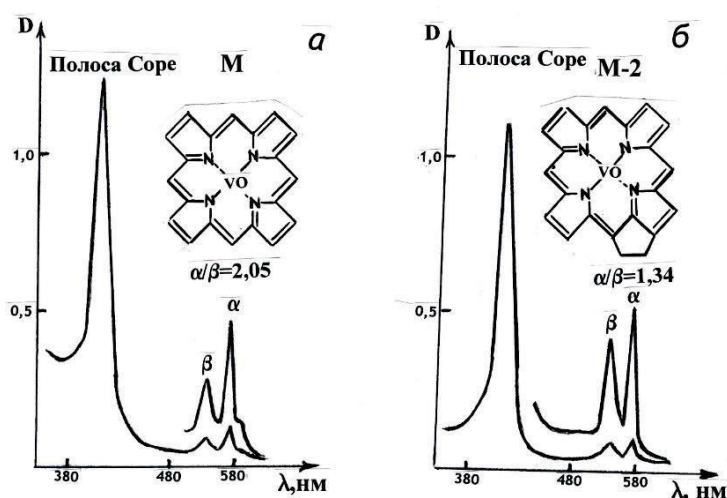 а
D
Полоса Соре
M
1,0
N
N
VO
N
N
α/β=2,05
0,5
β
α
380
480
580
λ,нм
б
D
Полоса Соре
M-2
1,0
N
N
VO
N
N
α/β=1,34
0,5
β
α
380
480
580
λ, нм